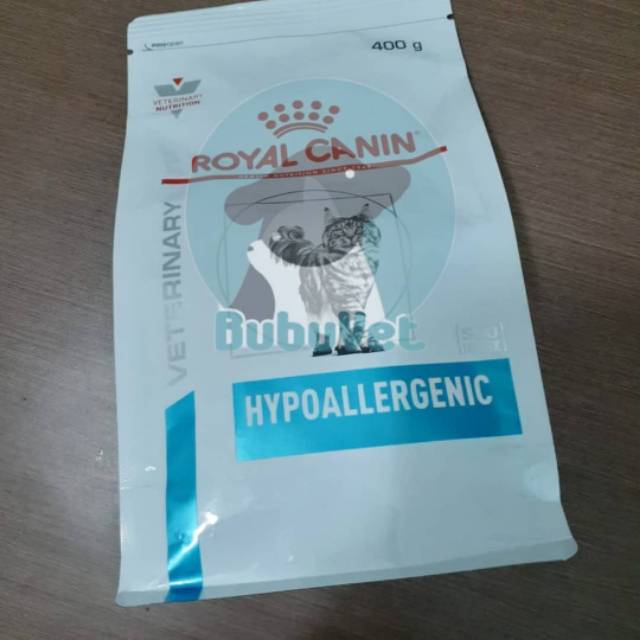 400 g
VETERINARY
NUTRITION
ROYAL CANIN
VETERINARY
BubuVet
HYPOALLERGENIC